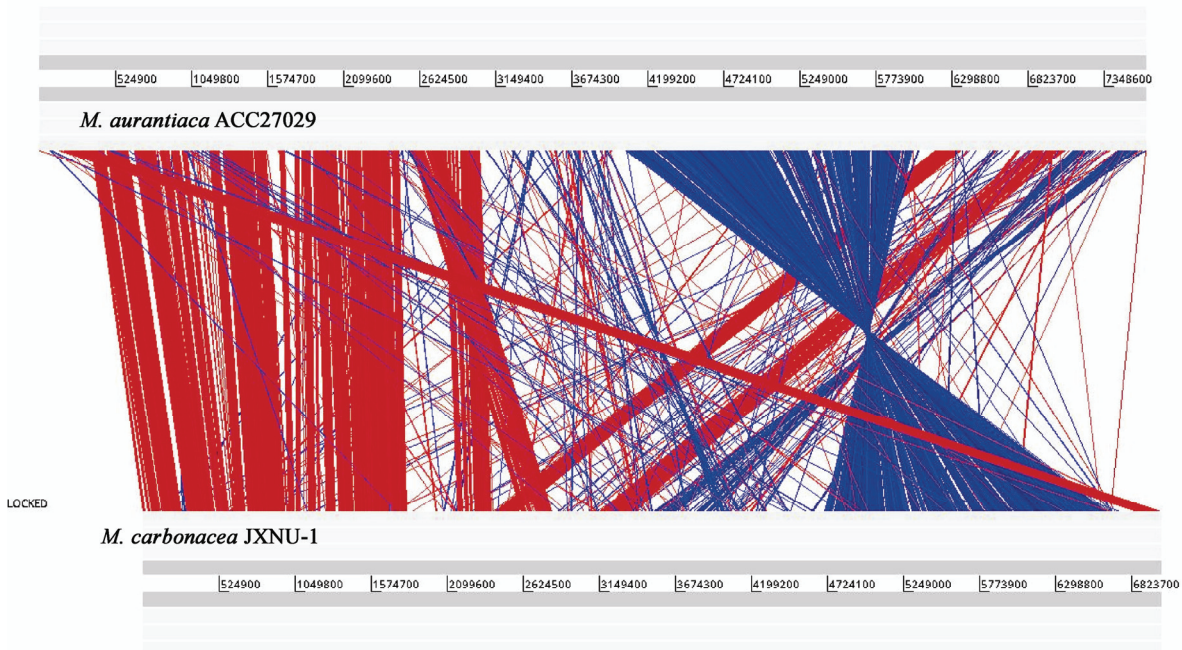 524900 1049800 1574700 2099600 2624500 3149400 3674300 4199200 4724100 5249000 5773900 6298800 6823700 7348600
M. aurantiaca ACC27029
LOCKED
M. carbonacea JXNU-1
524900 1049800 1574700 2099600 2624500 3149400 3674300 4199200 4724100 5249000 5773900 6298800 6823700